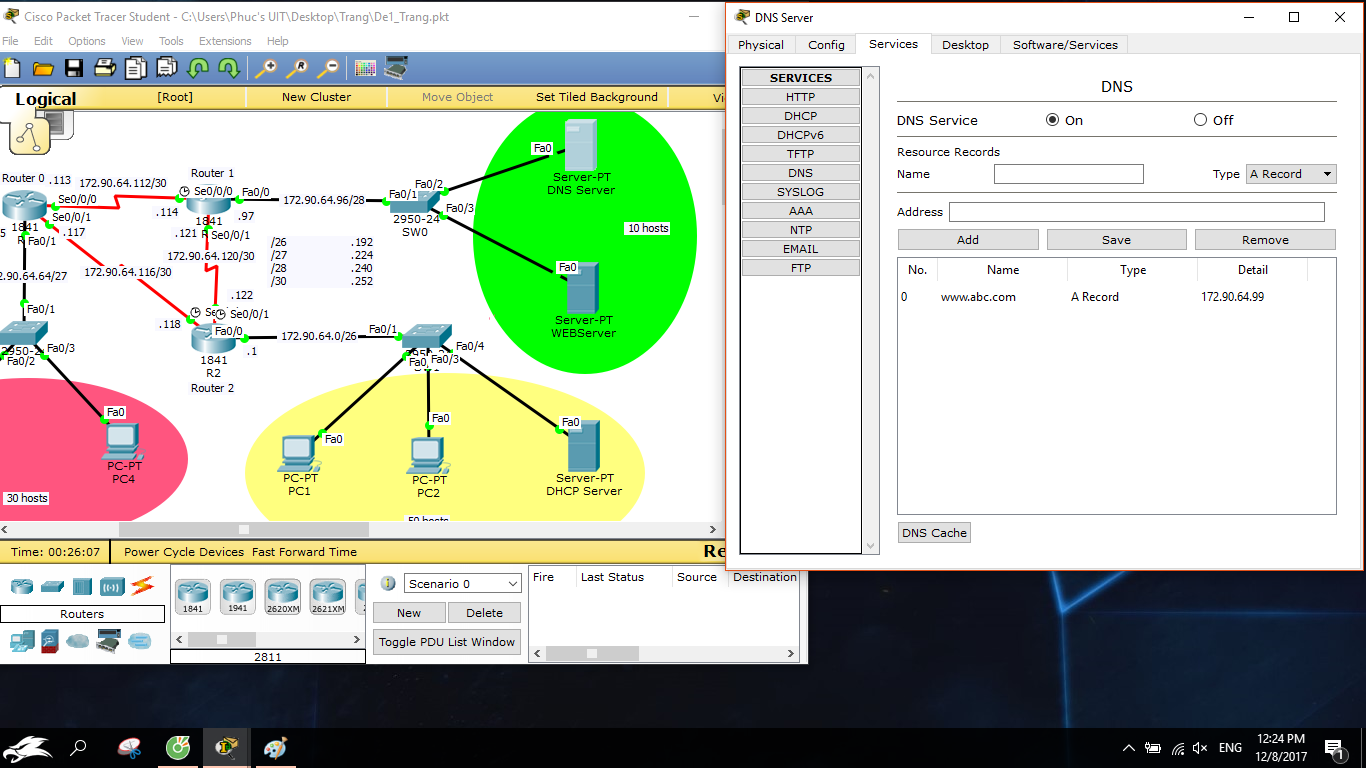 Cisco Packet Tracer Student - C:\Users\Phuc's UIT\Desktop\Trang\De1_Trang.pkt
File Edit Options View Tools Extensions Help
Logical [Root] New Cluster Move Object Set Tiled Background Vi
Router 0
.113
172.90.64.112/30
Router 1
Se0/0/0
Se0/0/0
Fa0/0
172.90.64.96/28
Fa0/1
Fa0/2
Fa0
Server-PT
DNS Server
Se0/0/1
.114
1841
.97
2950-24
SW0
Fa0/3
1841
.117
.121
Se0/0/1
Fa0/1
10 hosts
172.90.64.120/30
/26 .192
/27 .224
/28 .240
/30 .252
172.90.64.116/30
2.90.64.64/27
Fa0
.122
Fa0/1
.118
Se0/0/1
Server-PT
WEBServer
Fa0/0
172.90.64.0/26
Fa0/1
.1
Fa0/4
Fa0/3
Fa0/3
Fa0/2
1841
R2
Router 2
Fa0
Fa0
Fa0
Fa0
PC-PT
PC4
PC-PT
PC1
PC-PT
PC2
Server-PT
DHCP Server
30 hosts
50 hosts
Time: 00:26:07 Power Cycle Devices Fast Forward Time Re
Routers
1841 1941 2620XM 2621XM
2811
Scenario 0
New Delete
Toggle PDU List Window
Fire Last Status Source Destination
DNS Server
Physical Config Services Desktop Software/Services
SERVICES
HTTP
DHCP
DHCPv6
TFTP
DNS
SYSLOG
AAA
NTP
EMAIL
FTP
DNS
DNS Service On Off
Resource Records
Name Type A Record
Address
Add Save Remove
No. Name Type Detail
0 www.abc.com A Record 172.90.64.99
DNS Cache
ENG
12:24 PM
12/8/2017
1